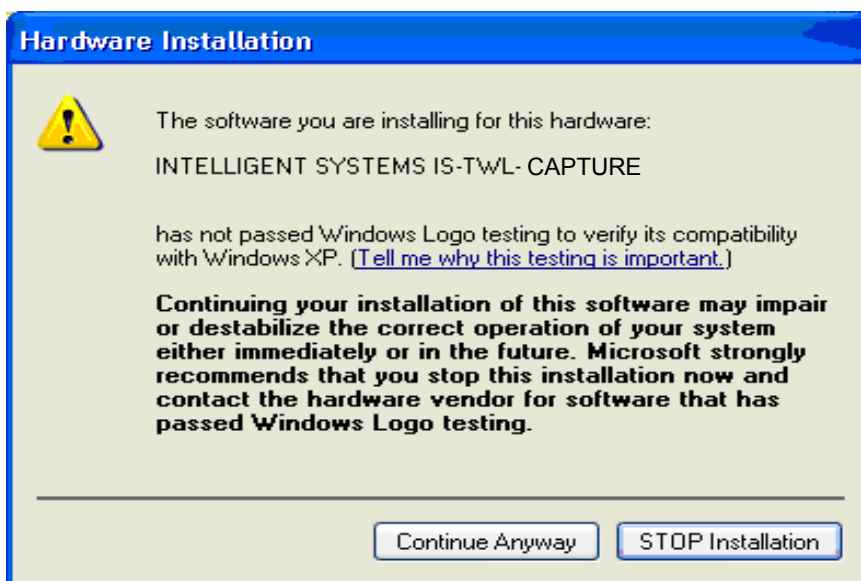 Hardware Installation
The software you are installing for this hardware:
INTELLIGENT SYSTEMS IS-TWL- CAPTURE
has not passed Windows Logo testing to verify its compatibility
with Windows XP. (Tell me why this testing is important.)
Continuing your installation of this software may impair
or destabilize the correct operation of your system
either immediately or in the future. Microsoft strongly
recommends that you stop this installation now and
contact the hardware vendor for software that has
passed Windows Logo testing.
Continue Anyway STOP Installation